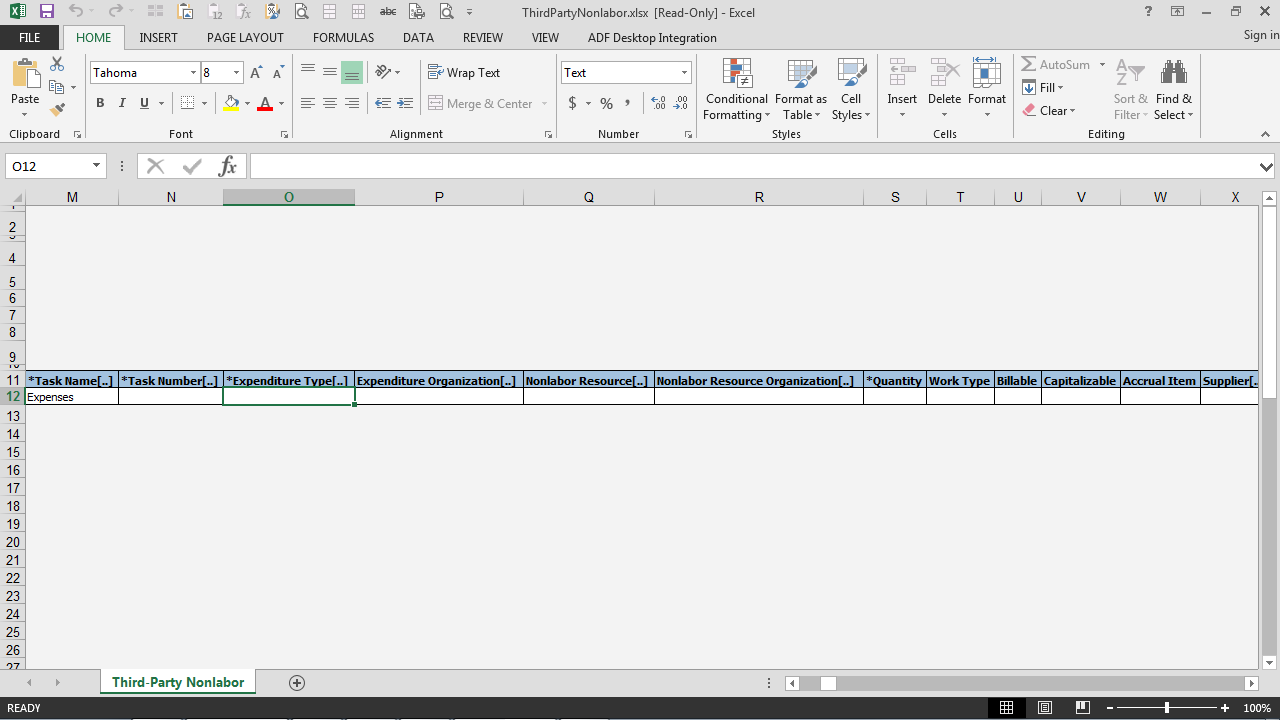 ThirdPartyNonlabor.xlsx [Read-Only] - Excel
FILE HOME INSERT PAGE LAYOUT FORMULAS DATA REVIEW VIEW ADF Desktop Integration Sign in
Paste
Clipboard
Tahoma 8
B I U A
Font
Wrap Text
Merge & Center
Alignment
Text
$ % ,
Number
Conditional Formatting
Format as Table
Cell Styles
Styles
Insert Delete Format
Cells
AutoSum
Fill
Clear
Sort & Filter
Find & Select
Editing
O12 fx
M N O P Q R S T U V W X
1
2
3
4
5
6
7
8
9
10
11 *Task Name[..] *Task Number[..] *Expenditure Type[..] Expenditure Organization[..] Nonlabor Resource[..] Nonlabor Resource Organization[..] *Quantity Work Type Billable Capitalizable Accrual Item Supplier[..
12 Expenses
13
14
15
16
17
18
19
20
21
22
23
24
25
26
27
Third-Party Nonlabor
READY 100%